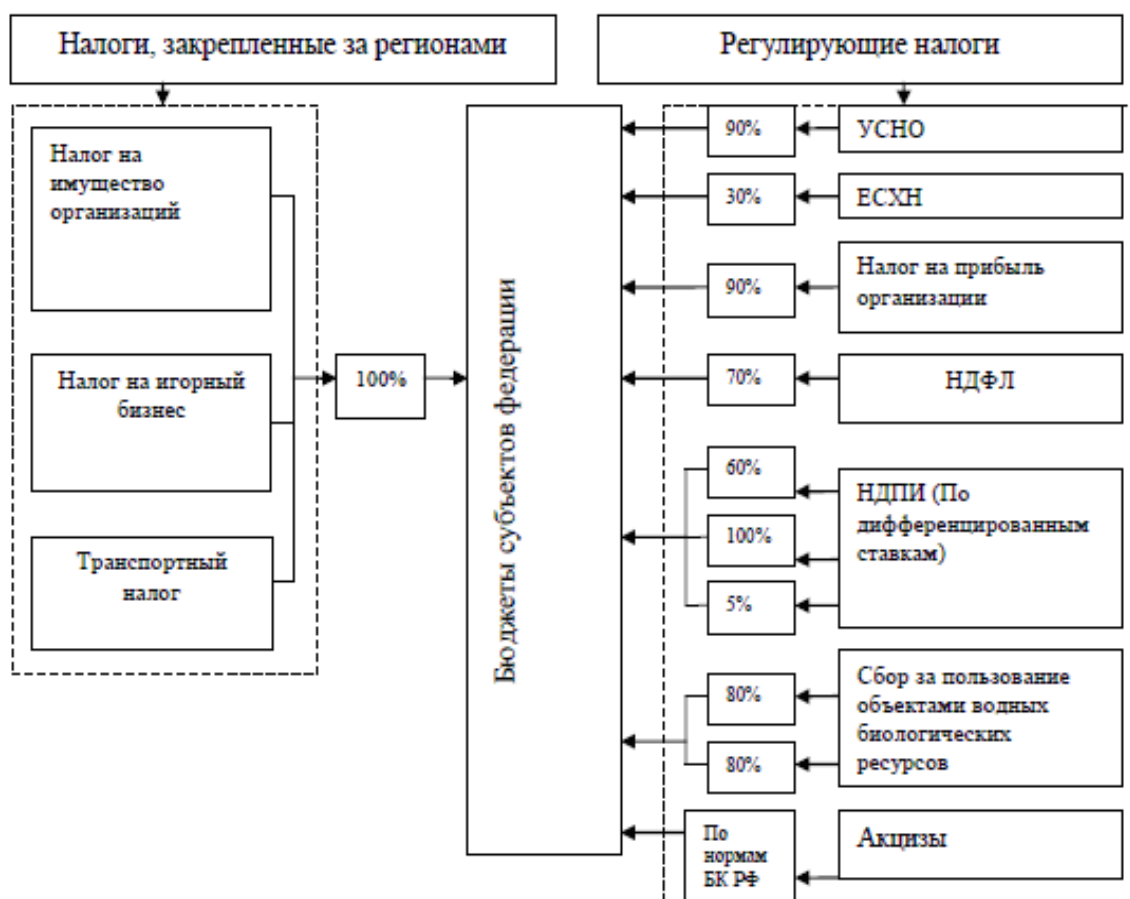 Налоги, закрепленные за регионами
Регулирующие налоги
Налог на
имущество
организаций
Налог на игорный
бизнес
Транспортный
налог
100%
Бюджеты субъектов федерации
90%
УСНО
30%
ЕСХН
90%
Налог на прибыль
организации
70%
НДФЛ
60%
100%
5%
НДПИ (По
дифференцированным
ставкам)
80%
80%
Сбор за пользование
объектами водных
биологических
ресурсов
По
нормам
БК РФ
Акцизы